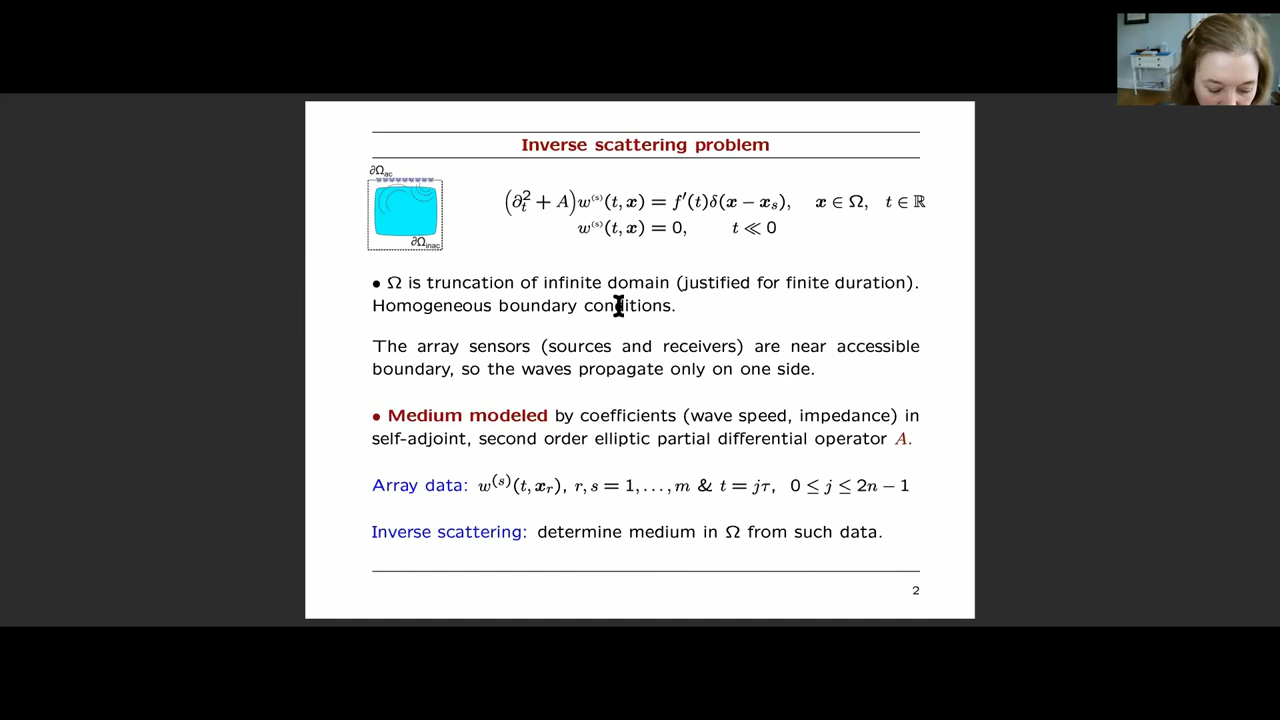 Inverse scattering problem
∂Ω_ac
(∂_t^2 + A)w^(s)(t, x) = f′(t)δ(x − x_s), x ∈ Ω, t ∈ ℝ
w^(s)(t, x) = 0, t ≪ 0
∂Ω_inac
• Ω is truncation of infinite domain (justified for finite duration).
Homogeneous boundary conditions.
The array sensors (sources and receivers) are near accessible
boundary, so the waves propagate only on one side.
• Medium modeled by coefficients (wave speed, impedance) in
self-adjoint, second order elliptic partial differential operator A.
Array data: w^(s)(t, x_r), r, s = 1, . . . , m & t = jτ, 0 ≤ j ≤ 2n − 1
Inverse scattering: determine medium in Ω from such data.
2